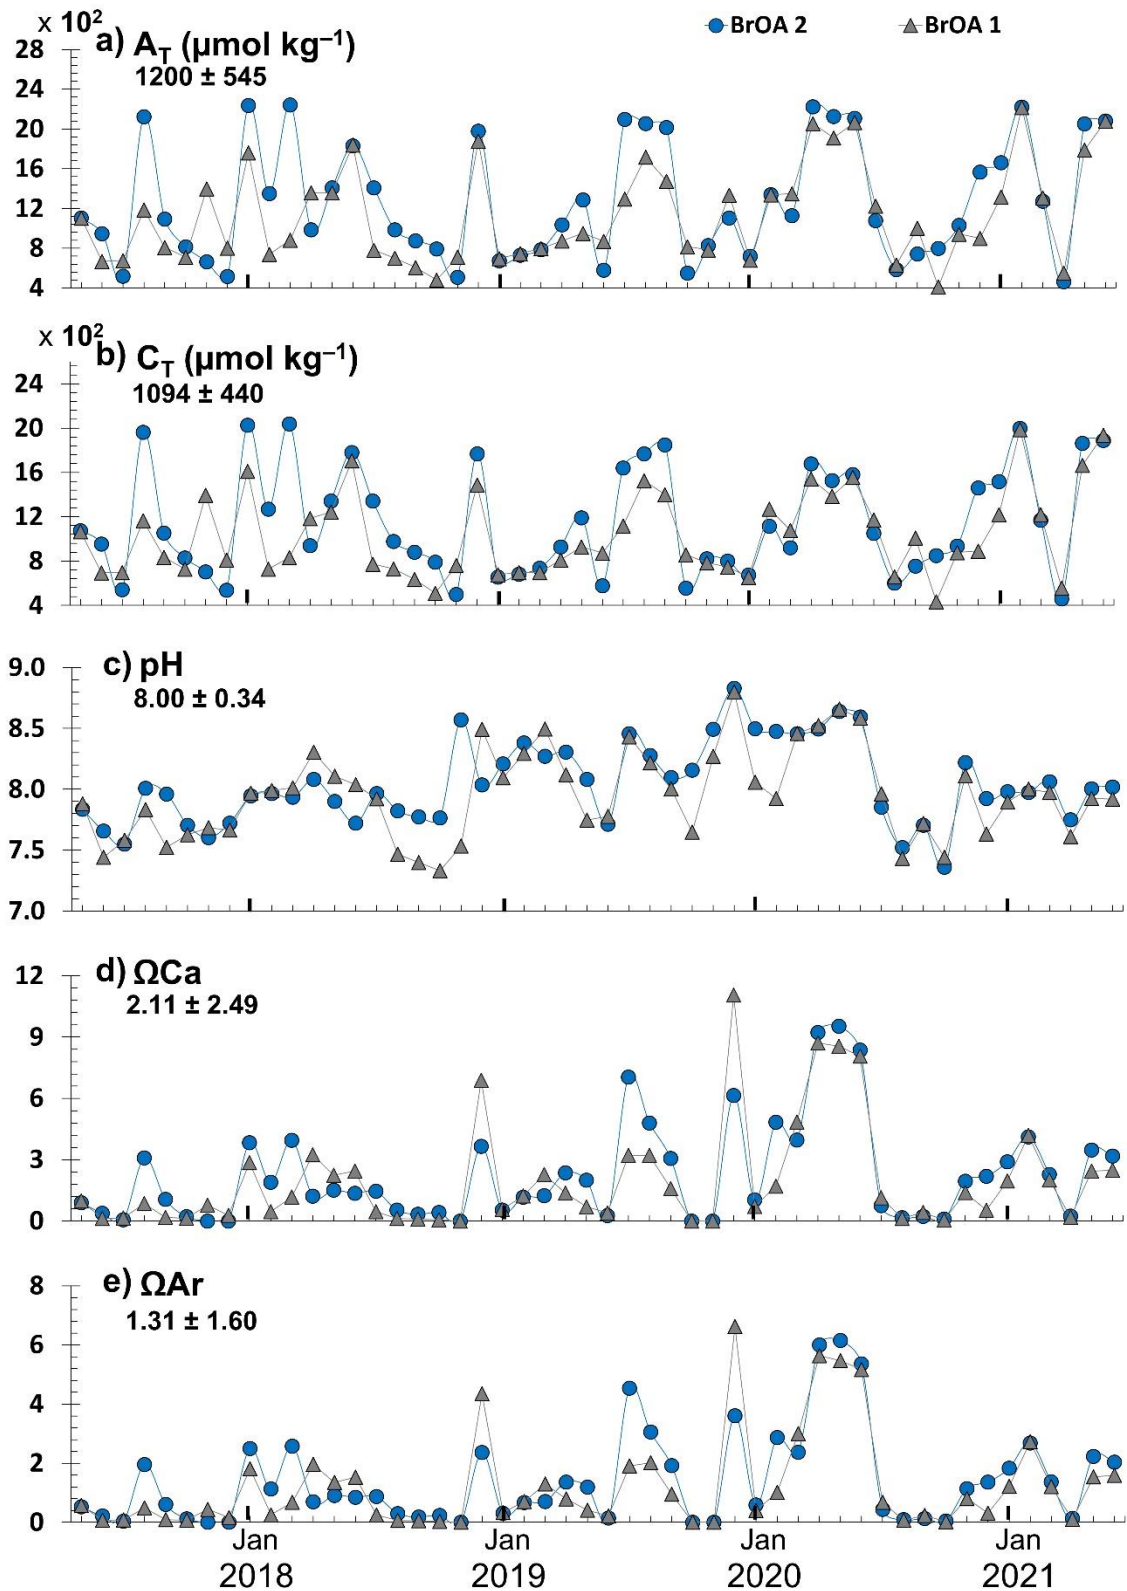 x 10²
a) A_T (µmol kg⁻¹)
1200 ± 545
BrOA 2
BrOA 1
28
24
20
16
12
8
4
x 10²
b) C_T (µmol kg⁻¹)
1094 ± 440
24
20
16
12
8
4
c) pH
8.00 ± 0.34
9.0
8.5
8.0
7.5
7.0
d) ΩCa
2.11 ± 2.49
12
9
6
3
0
e) ΩAr
1.31 ± 1.60
8
6
4
2
0
Jan Jan Jan Jan
2018 2019 2020 2021